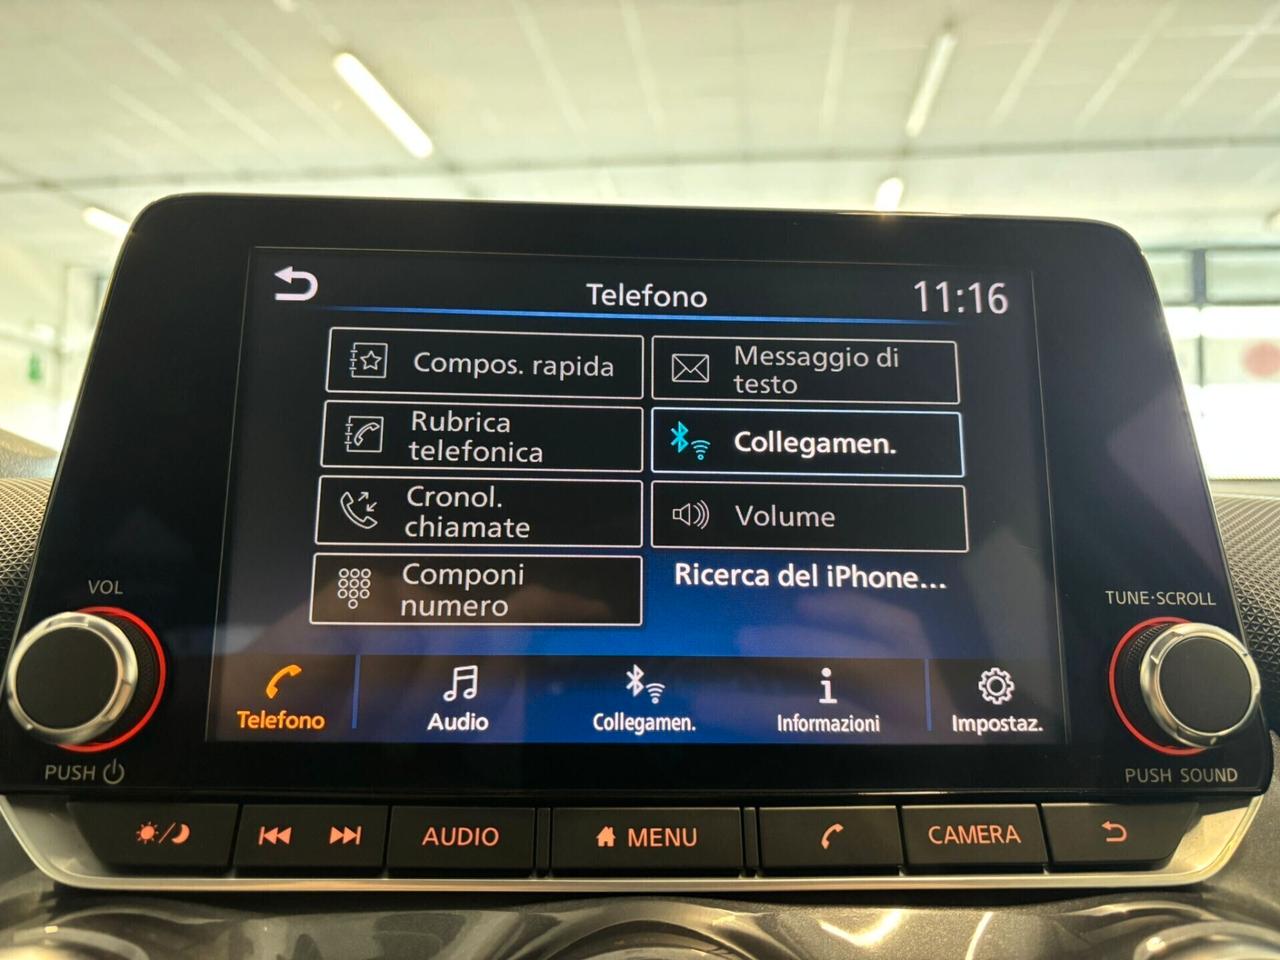 Telefono
11:16
Compos. rapida
Messaggio di
testo
Rubrica
telefonica
Collegamen.
Cronol.
chiamate
Volume
Componi
numero
Ricerca del iPhone...
Telefono
Audio
Collegamen.
Informazioni
Impostaz.
VOL
PUSH
TUNE·SCROLL
PUSH SOUND
AUDIO
MENU
CAMERA